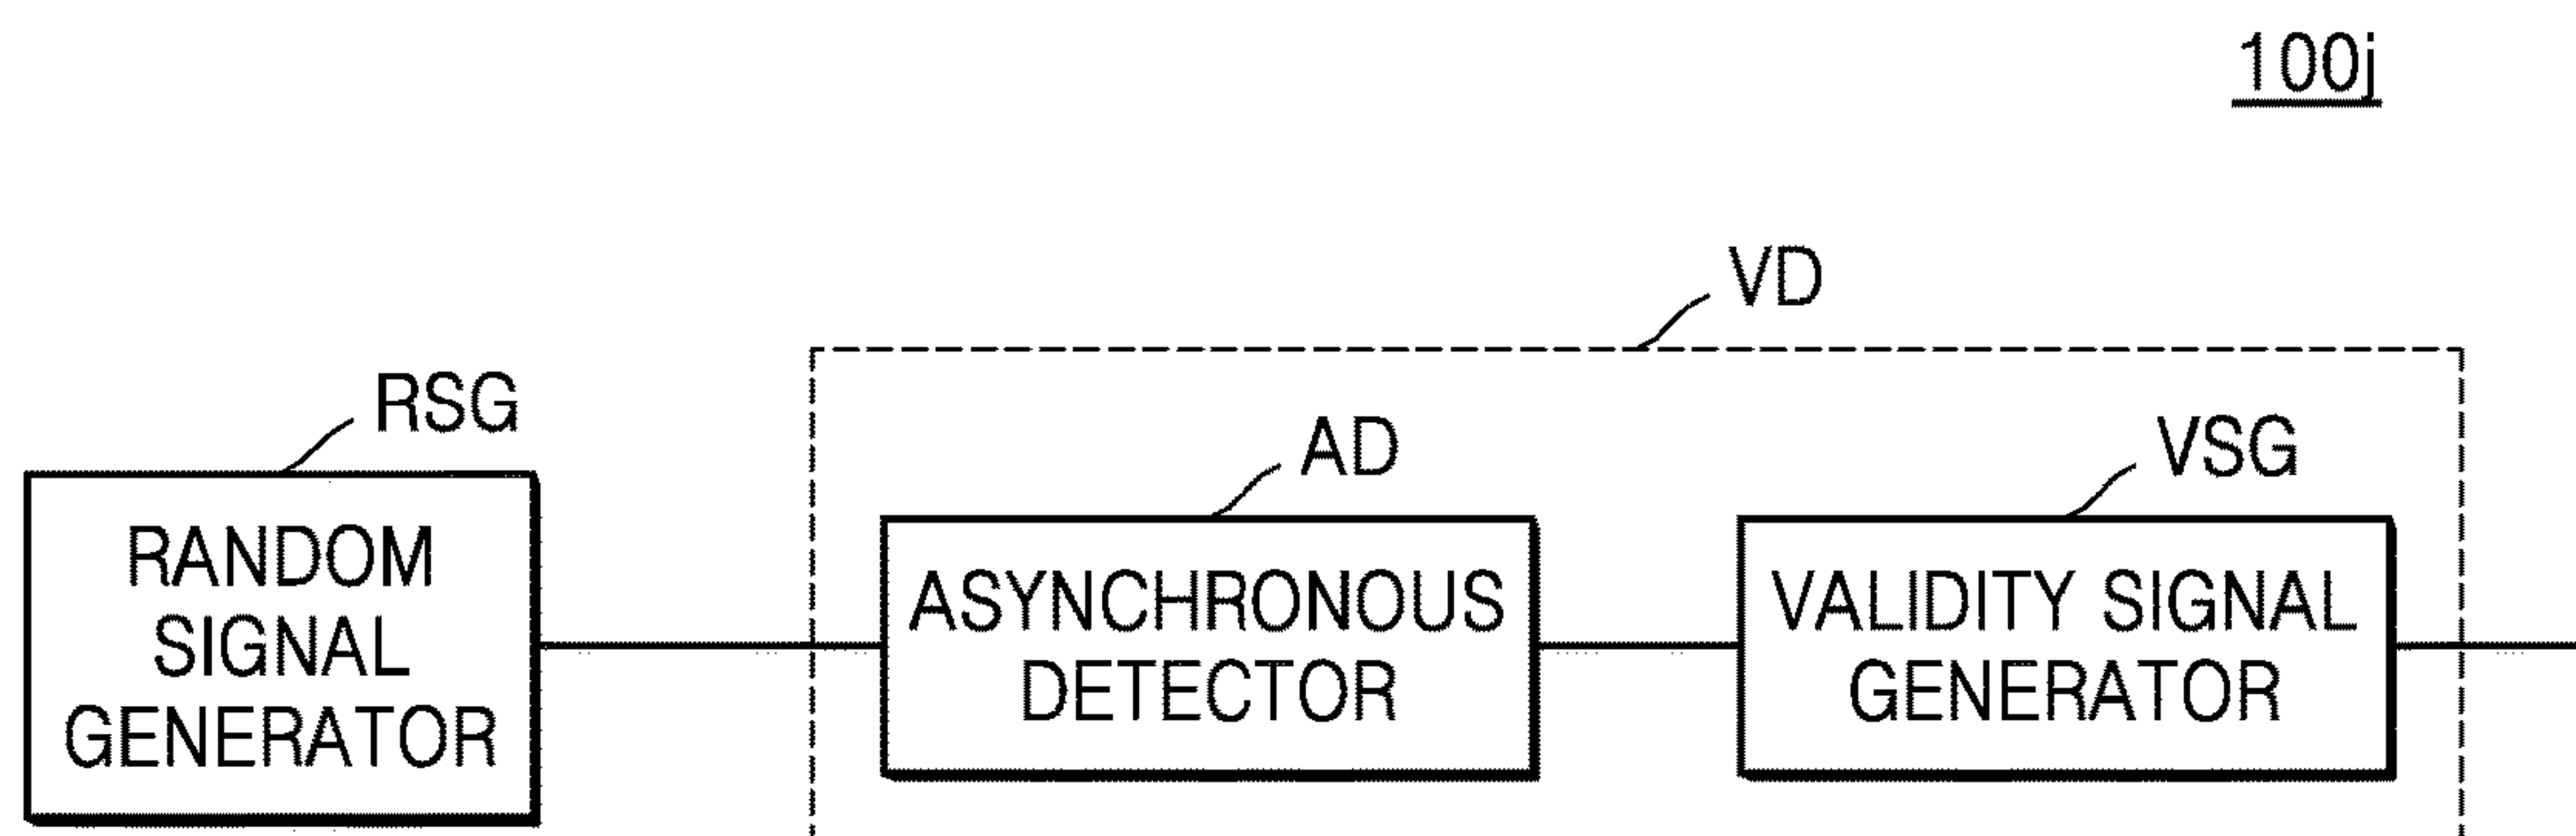 100j
VD
RSG
AD
VSG
RANDOM
SIGNAL
GENERATOR
ASYNCHRONOUS
DETECTOR
VALIDITY SIGNAL
GENERATOR